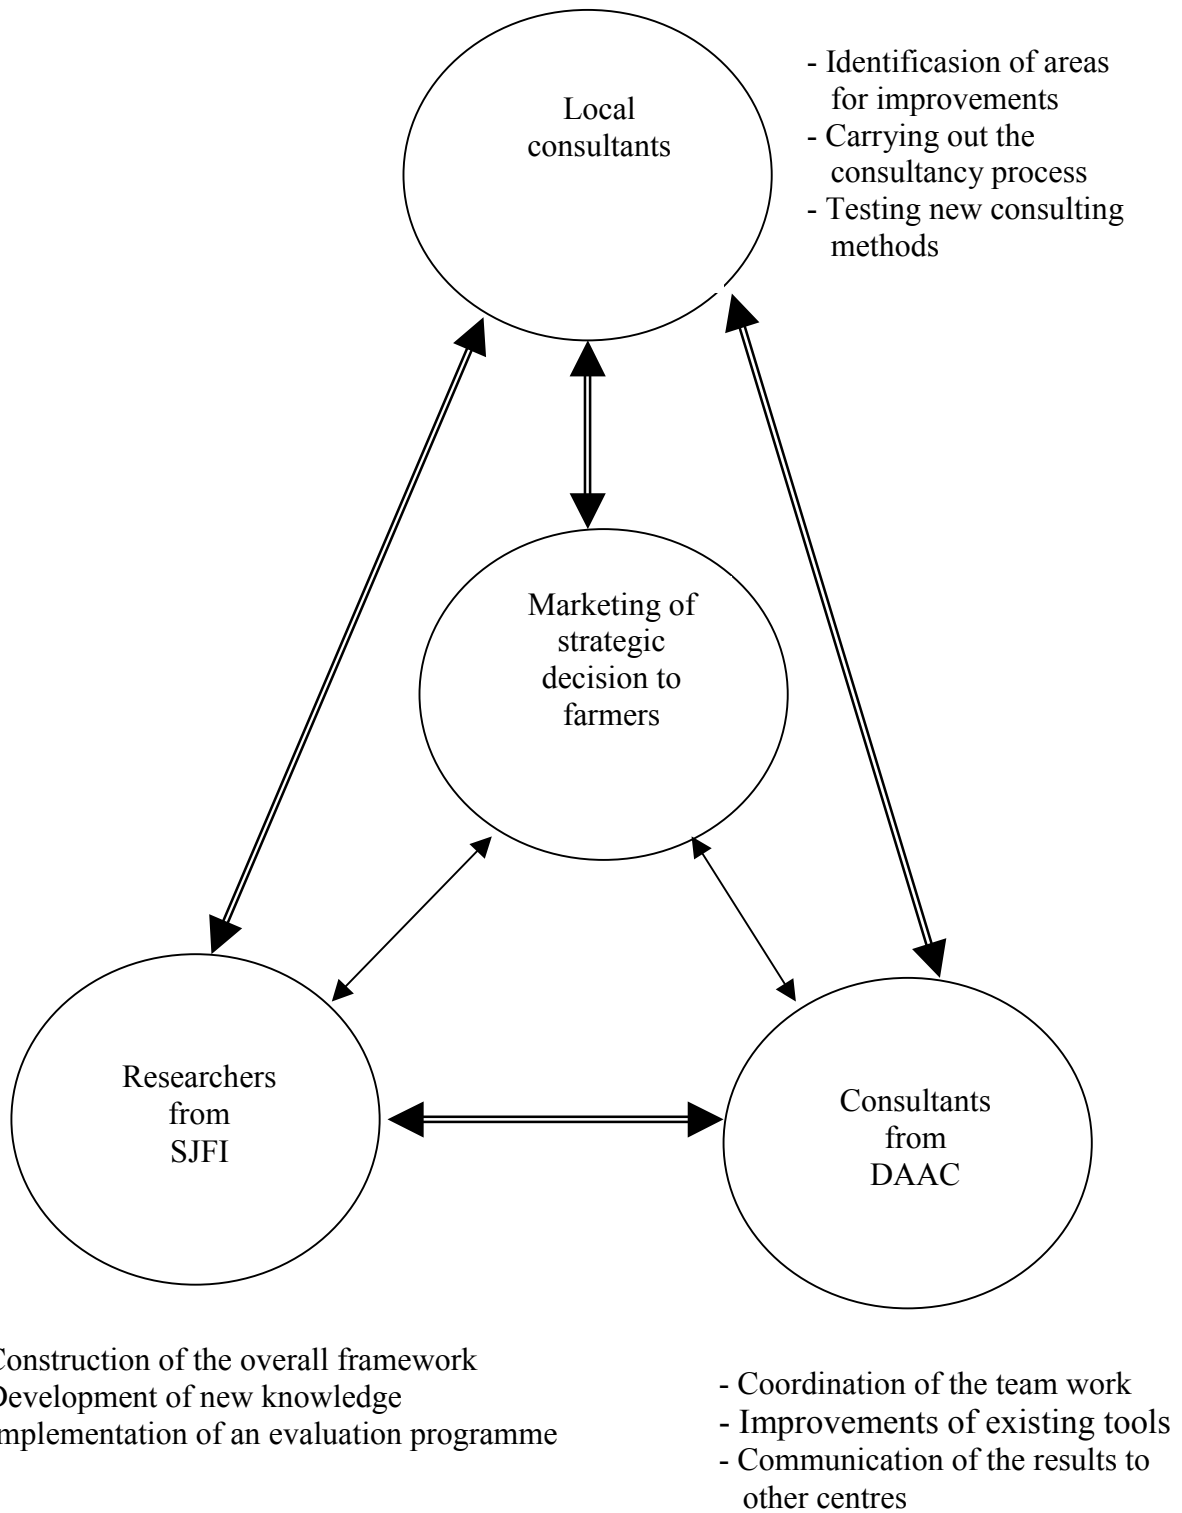 Local
consultants
- Identificasion of areas
for improvements
- Carrying out the
consultancy process
- Testing new consulting
methods
Marketing of
strategic
decision to
farmers
Researchers
from
SJFI
Consultants
from
DAAC
Construction of the overall framework
Development of new knowledge
mplementation of an evaluation programme
- Coordination of the team work
- Improvements of existing tools
- Communication of the results to
other centres